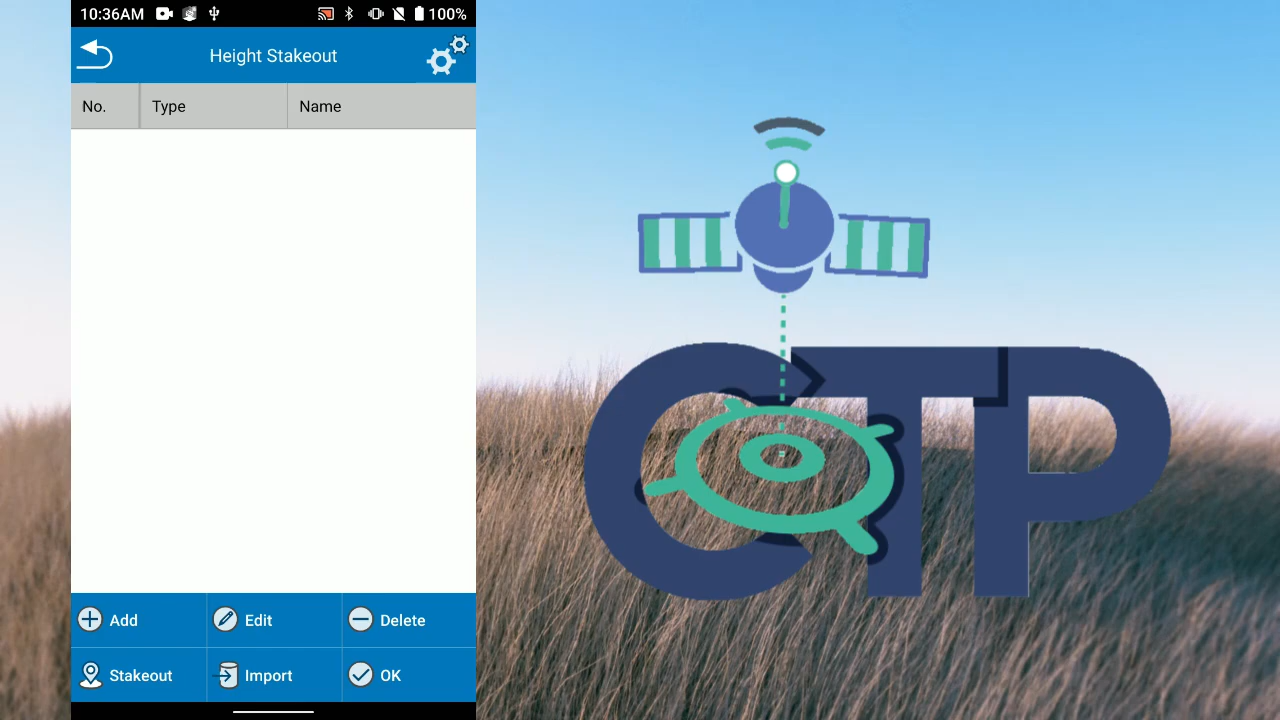 10:36AM
100%
Height Stakeout
No. Type Name
Add Edit Delete
Stakeout Import OK
CTP